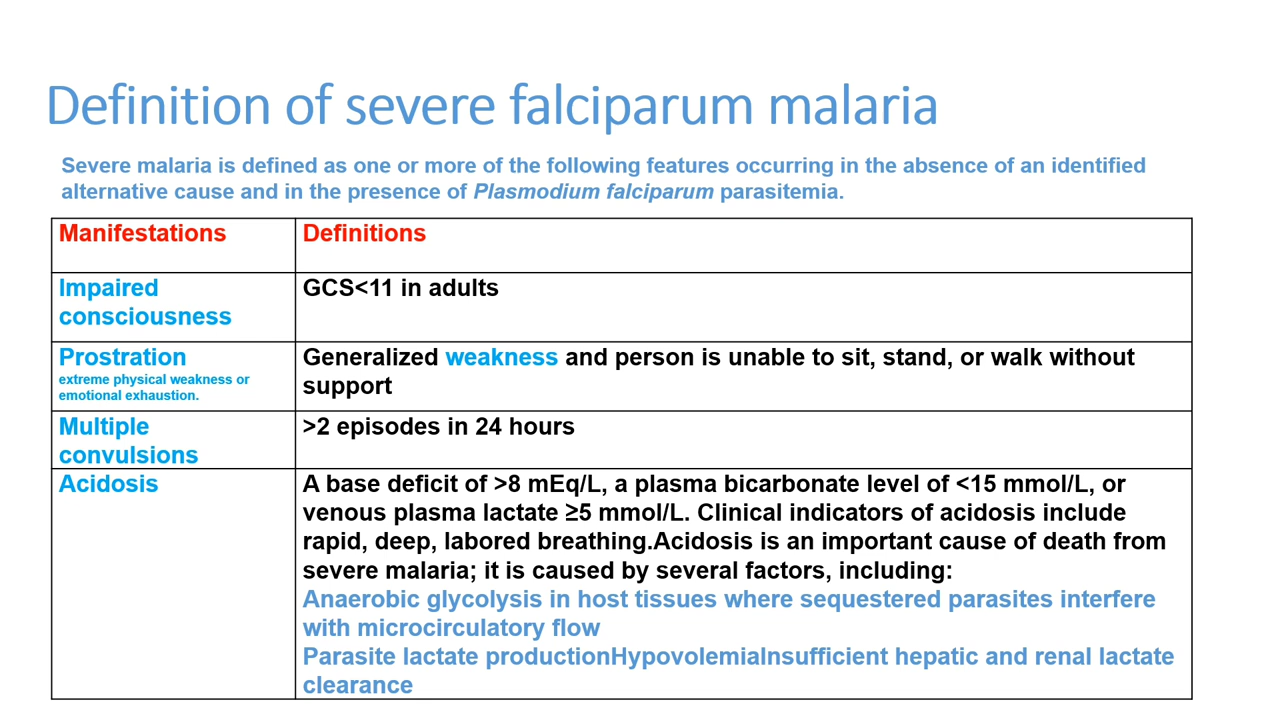 Definition of severe falciparum malaria
Severe malaria is defined as one or more of the following features occurring in the absence of an identified
alternative cause and in the presence of Plasmodium falciparum parasitemia.
Manifestations
Definitions
Impaired
consciousness
GCS<11 in adults
Prostration
extreme physical weakness or
emotional exhaustion.
Generalized weakness and person is unable to sit, stand, or walk without
support
Multiple
convulsions
>2 episodes in 24 hours
Acidosis
A base deficit of >8 mEq/L, a plasma bicarbonate level of <15 mmol/L, or
venous plasma lactate ≥5 mmol/L. Clinical indicators of acidosis include
rapid, deep, labored breathing.Acidosis is an important cause of death from
severe malaria; it is caused by several factors, including:
Anaerobic glycolysis in host tissues where sequestered parasites interfere
with microcirculatory flow
Parasite lactate productionHypovolemiaInsufficient hepatic and renal lactate
clearance